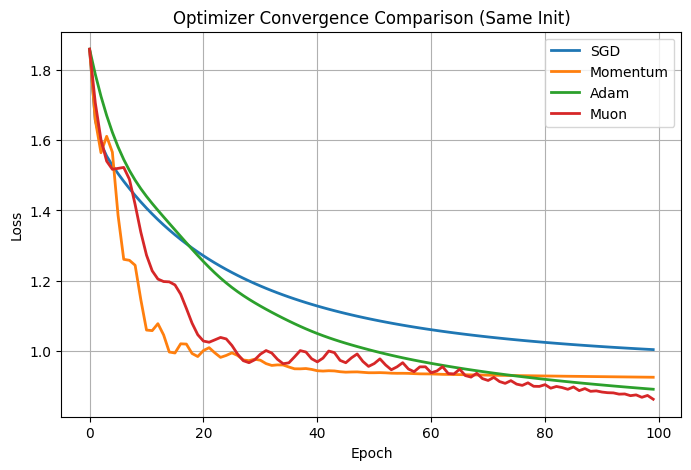 Optimizer Convergence Comparison (Same Init)
SGD
Momentum
Adam
Muon
Loss
1.8
1.6
1.4
1.2
1.0
0
20
40
60
80
100
Epoch